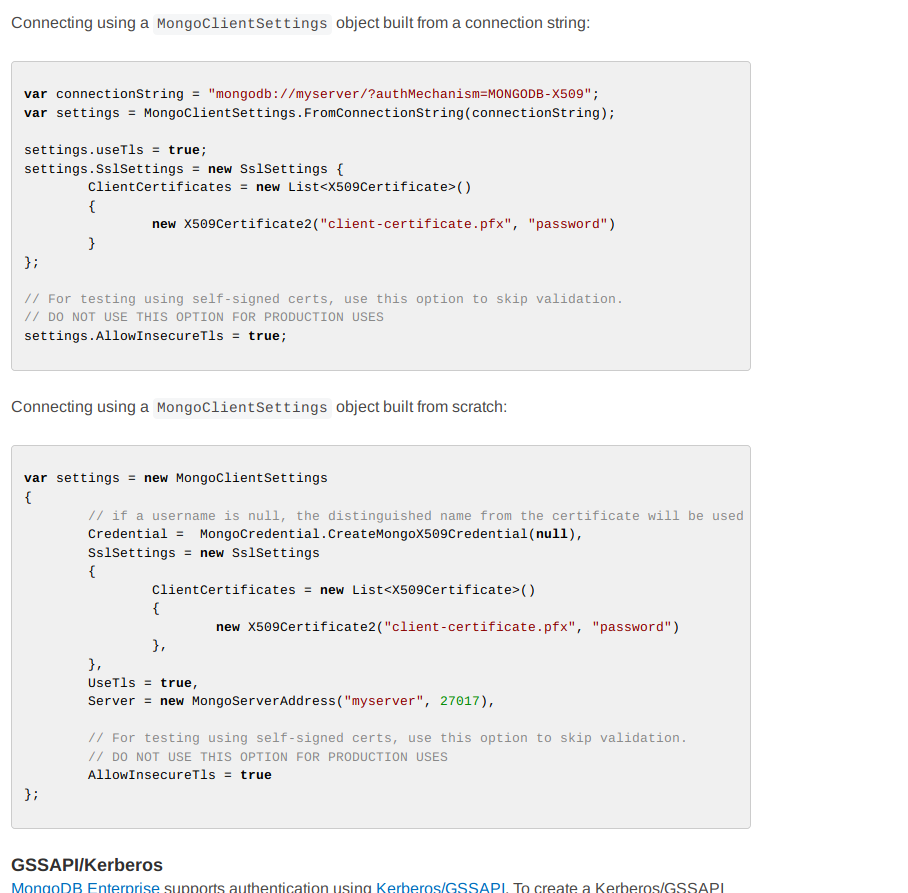 Connecting using a MongoClientSettings object built from a connection string:
var connectionString = "mongodb://myserver/?authMechanism=MONGODB-X509";
var settings = MongoClientSettings.FromConnectionString(connectionString);
settings.useTls = true;
settings.SslSettings = new SslSettings {
ClientCertificates = new List<X509Certificate>()
{
new X509Certificate2("client-certificate.pfx", "password")
}
};
// For testing using self-signed certs, use this option to skip validation.
// DO NOT USE THIS OPTION FOR PRODUCTION USES
settings.AllowInsecureTls = true;
Connecting using a MongoClientSettings object built from scratch:
var settings = new MongoClientSettings
{
// if a username is null, the distinguished name from the certificate will be used
Credential =  MongoCredential.CreateMongoX509Credential(null),
SslSettings = new SslSettings
{
ClientCertificates = new List<X509Certificate>()
{
new X509Certificate2("client-certificate.pfx", "password")
},
},
UseTls = true,
Server = new MongoServerAddress("myserver", 27017),
// For testing using self-signed certs, use this option to skip validation.
// DO NOT USE THIS OPTION FOR PRODUCTION USES
AllowInsecureTls = true
};
GSSAPI/Kerberos
MongoDB Enterprise supports authentication using Kerberos/GSSAPI. To create a Kerberos/GSSAPI